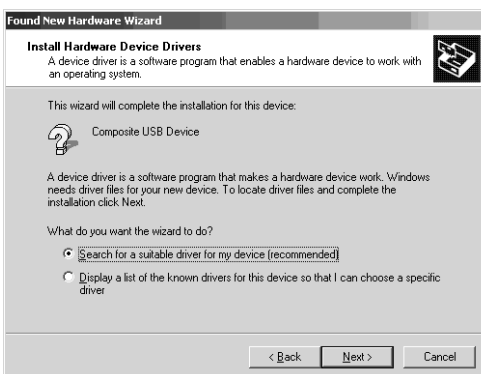 Found New Hardware Wizard
Install Hardware Device Drivers
A device driver is a software program that enables a hardware device to work with
an operating system.
This wizard will complete the installation for this device:
Composite USB Device
A device driver is a software program that makes a hardware device work. Windows
needs driver files for your new device. To locate driver files and complete the
installation click Next.
What do you want the wizard to do?
Search for a suitable driver for my device (recommended)
Display a list of the known drivers for this device so that I can choose a specific
driver
< Back Next > Cancel